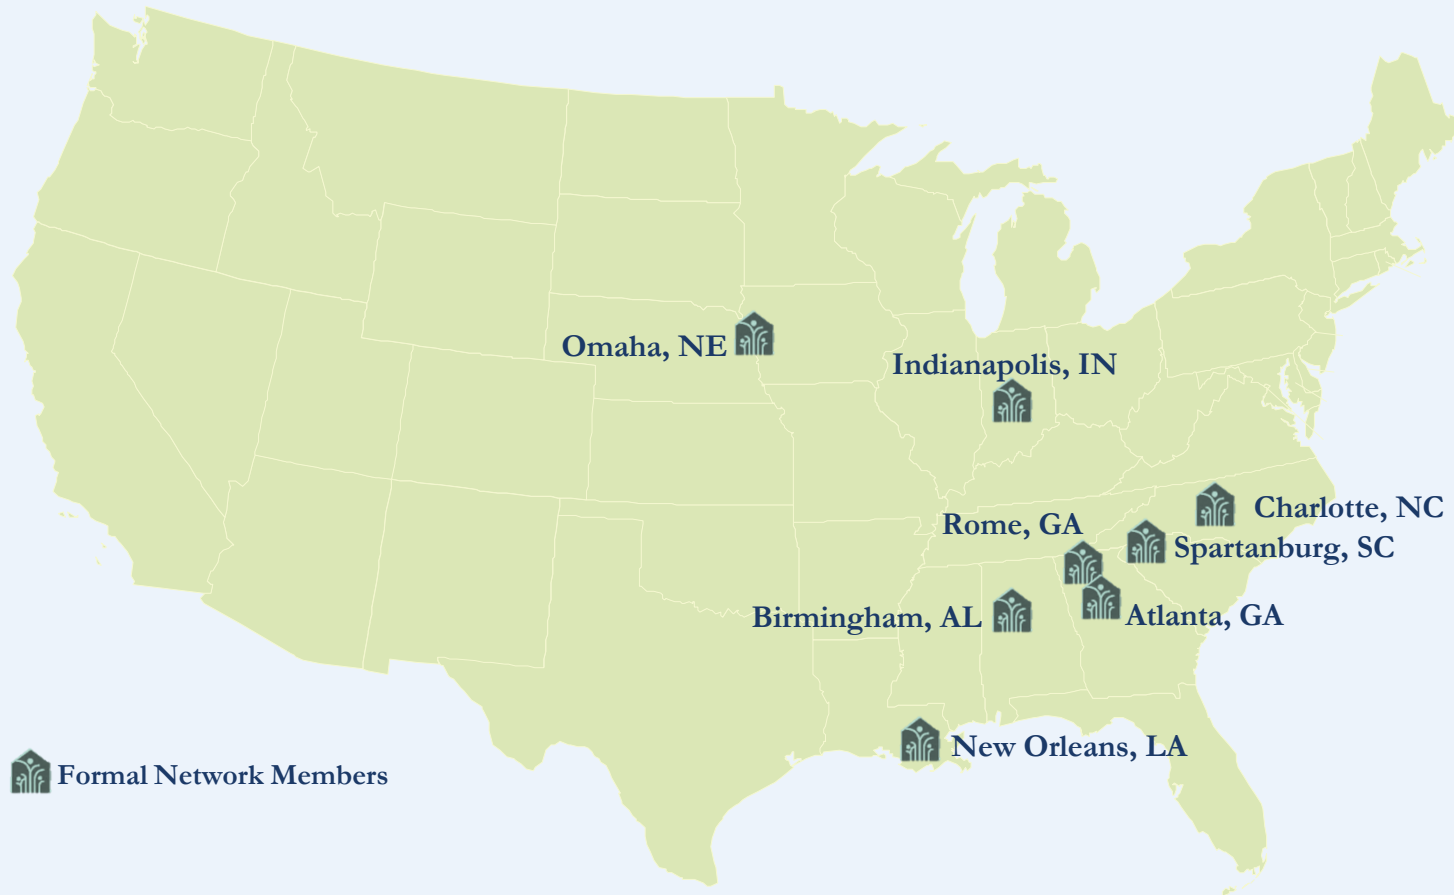 Omaha, NE
Indianapolis, IN
Charlotte, NC
Rome, GA
Spartanburg, SC
Birmingham, AL
Atlanta, GA
New Orleans, LA
Formal Network Members